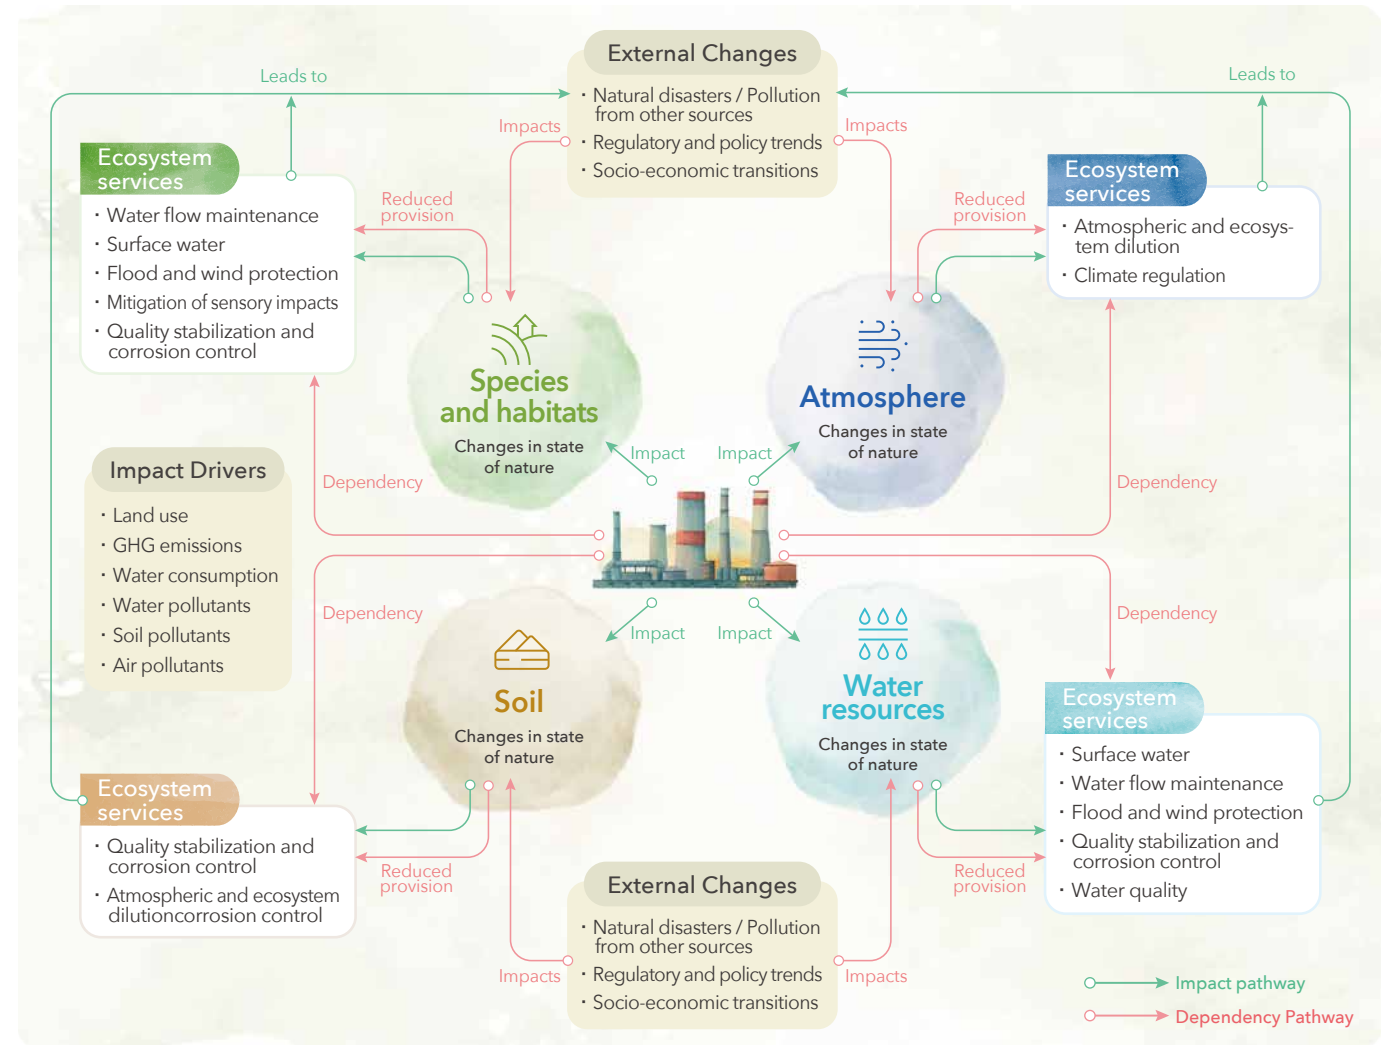 External Changes
· Natural disasters / Pollution
from other sources
· Regulatory and policy trends
· Socio-economic transitions
Leads to
Leads to
Impacts
Impacts
Ecosystem
services
· Water flow maintenance
· Surface water
· Flood and wind protection
· Mitigation of sensory impacts
· Quality stabilization and
corrosion control
Reduced
provision
Reduced
provision
Ecosystem
services
· Atmospheric and ecosys-
tem dilution
· Climate regulation
Species
and habitats
Changes in state
of nature
Atmosphere
Changes in state
of nature
Impact
Impact
Dependency
Dependency
Impact Drivers
· Land use
· GHG emissions
· Water consumption
· Water pollutants
· Soil pollutants
· Air pollutants
Dependency
Dependency
Impact
Impact
Soil
Changes in state
of nature
Water
resources
Changes in state
of nature
Ecosystem
services
· Quality stabilization and
corrosion control
· Atmospheric and ecosystem
dilutioncorrosion control
Reduced
provision
Reduced
provision
Ecosystem
services
· Surface water
· Water flow maintenance
· Flood and wind protection
· Quality stabilization and
corrosion control
· Water quality
External Changes
· Natural disasters / Pollution
from other sources
· Regulatory and policy trends
· Socio-economic transitions
Impacts
Impacts
Impact pathway
Dependency Pathway